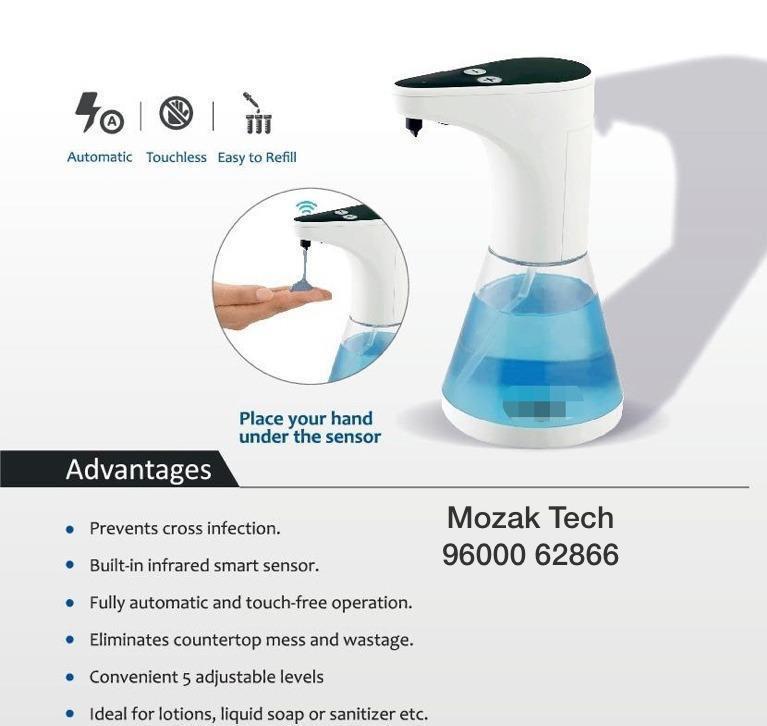 A
Automatic
Touchless
Easy to Refill
Place your hand
under the sensor
Advantages
Mozak Tech
96000 62866
Prevents cross infection.
Built-in infrared smart sensor.
Fully automatic and touch-free operation.
Eliminates countertop mess and wastage.
Convenient 5 adjustable levels
Ideal for lotions, liquid soap or sanitizer etc.